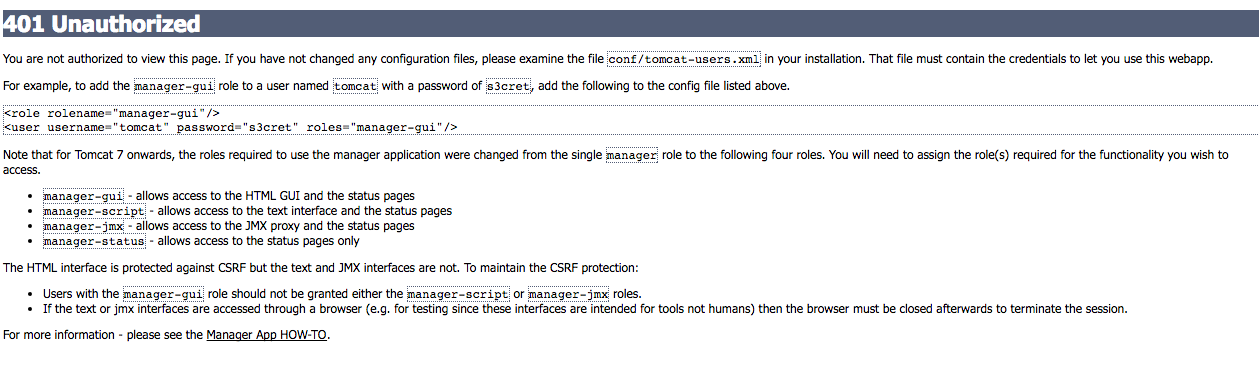 401 Unauthorized
You are not authorized to view this page. If you have not changed any configuration files, please examine the file conf/tomcat-users.xml in your installation. That file must contain the credentials to let you use this webapp.
For example, to add the manager-gui role to a user named tomcat with a password of s3cret, add the following to the config file listed above.
<role rolename="manager-gui"/>
<user username="tomcat" password="s3cret" roles="manager-gui"/>
Note that for Tomcat 7 onwards, the roles required to use the manager application were changed from the single manager role to the following four roles. You will need to assign the role(s) required for the functionality you wish to
access.
• manager-gui - allows access to the HTML GUI and the status pages
• manager-script - allows access to the text interface and the status pages
• manager-jmx - allows access to the JMX proxy and the status pages
• manager-status - allows access to the status pages only
The HTML interface is protected against CSRF but the text and JMX interfaces are not. To maintain the CSRF protection:
• Users with the manager-gui role should not be granted either the manager-script or manager-jmx roles.
• If the text or jmx interfaces are accessed through a browser (e.g. for testing since these interfaces are intended for tools not humans) then the browser must be closed afterwards to terminate the session.
For more information - please see the Manager App HOW-TO.